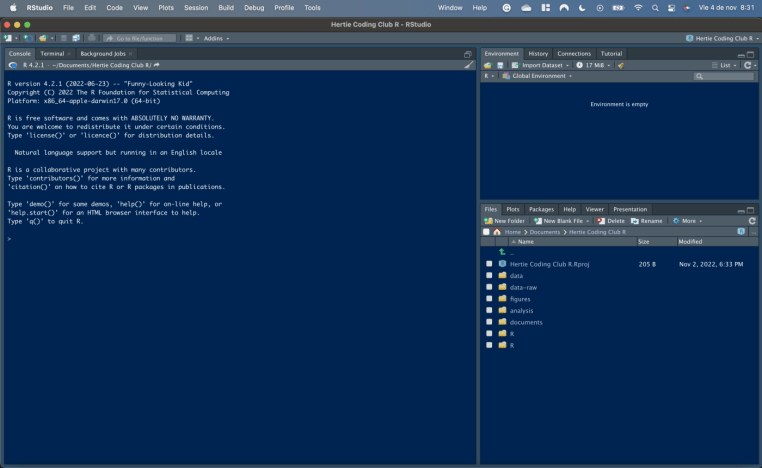 RStudio File Edit Code View Plots Session Build Debug Profile Tools Window Help Vie 4 de nov 8:31
Hertie Coding Club R - RStudio
Go to file/function Addins Hertie Coding Club R
Console Terminal Background Jobs
R 4.2.1 · ~/Documents/Hertie Coding Club R/
R version 4.2.1 (2022-06-23) -- "Funny-Looking Kid"
Copyright (C) 2022 The R Foundation for Statistical Computing
Platform: x86_64-apple-darwin17.0 (64-bit)
R is free software and comes with ABSOLUTELY NO WARRANTY.
You are welcome to redistribute it under certain conditions.
Type 'license()' or 'licence()' for distribution details.
Natural language support but running in an English locale
R is a collaborative project with many contributors.
Type 'contributors()' for more information and
'citation()' on how to cite R or R packages in publications.
Type 'demo()' for some demos, 'help()' for on-line help, or
'help.start()' for an HTML browser interface to help.
Type 'q()' to quit R.
>
Environment History Connections Tutorial
Import Dataset 17 MiB List
R Global Environment
Environment is empty
Files Plots Packages Help Viewer Presentation
New Folder New Blank File Delete Rename More
Home Documents Hertie Coding Club R
Name Size Modified
..
Hertie Coding Club R.Rproj 205 B Nov 2, 2022, 6:33 PM
data
data-raw
figures
analysis
documents
R
R